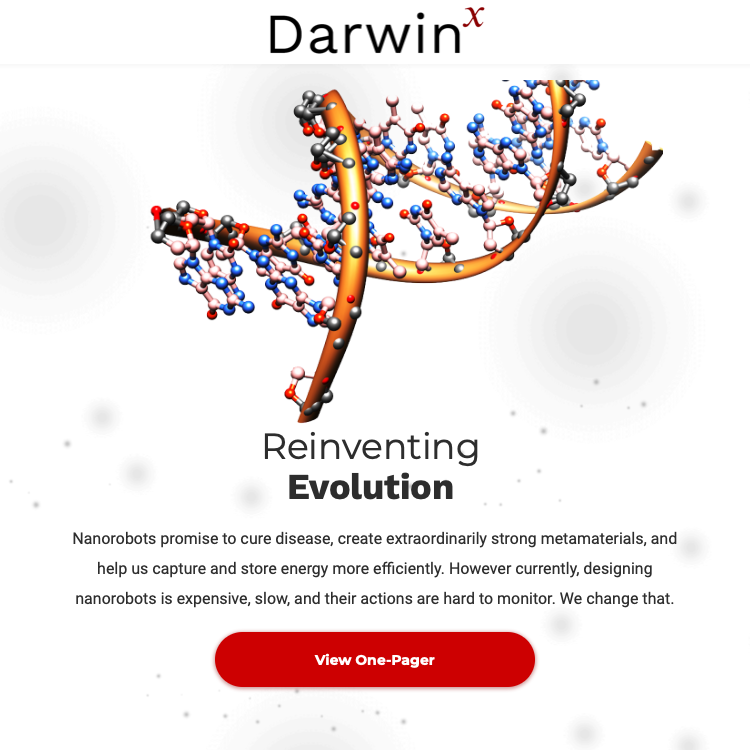 Darwinx
Reinventing
Evolution
Nanorobots promise to cure disease, create extraordinarily strong metamaterials, and
help us capture and store energy more efficiently. However currently, designing
nanorobots is expensive, slow, and their actions are hard to monitor. We change that.
View One-Pager